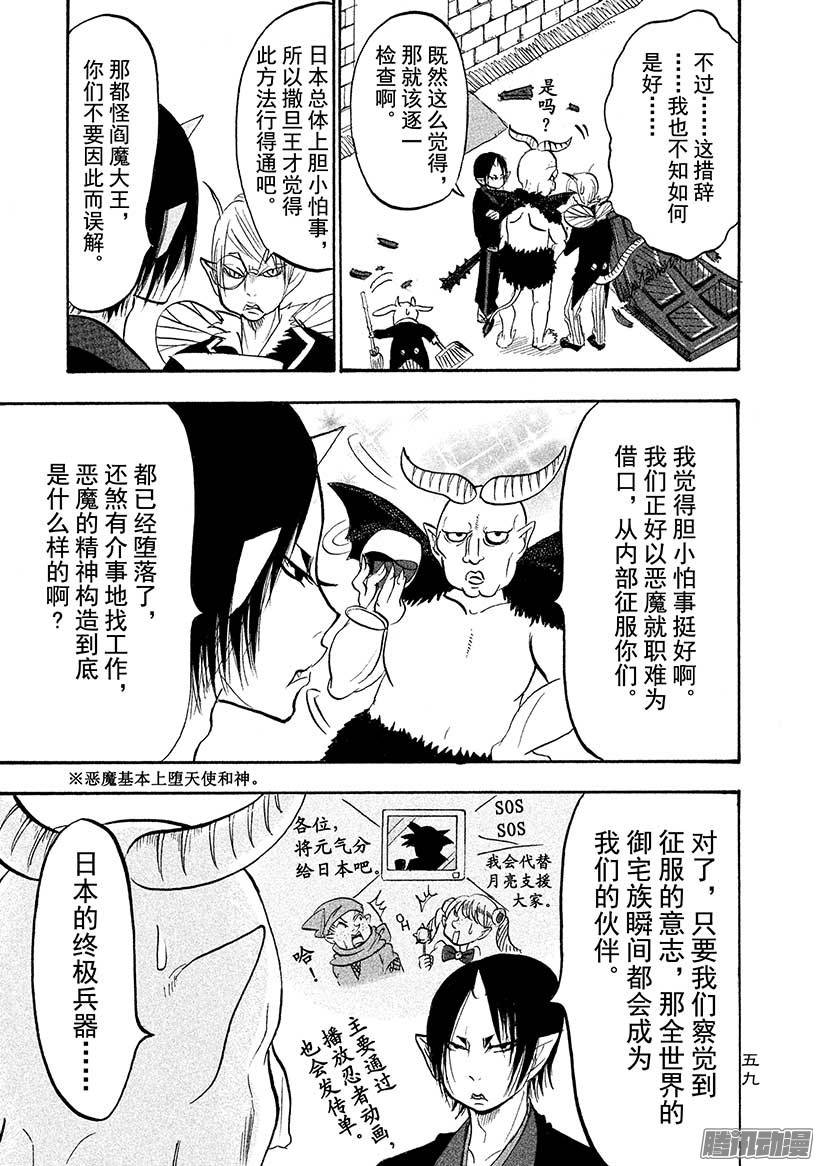 不过……这措辞
……我也不知如何
是好……
是吗？
既然这么觉得，
那就该逐一
检查啊。
日本总体上胆小怕事，
所以撒旦王才觉得
此方法行得通吧。
那都怪阎魔大王，
你们不要因此而误解。
我觉得胆小怕事挺好啊。
我们正好以恶魔就职难为
借口，从内部征服你们。
都已经堕落了，
还煞有介事地找工作，
恶魔的精神构造到底
是什么样的啊？
※恶魔基本上堕天使和神。
对了，只要我们察觉到
征服的意志，那全世界的
御宅族瞬间都会成为
我们的伙伴。
SOS
SOS
我会代替
月亮支援
大家。
各位，
将元气分
给日本吧。
哈！
主要通过
播放忍者动画，
也会发传单。
日本的终极兵器……
五九
腾讯动漫